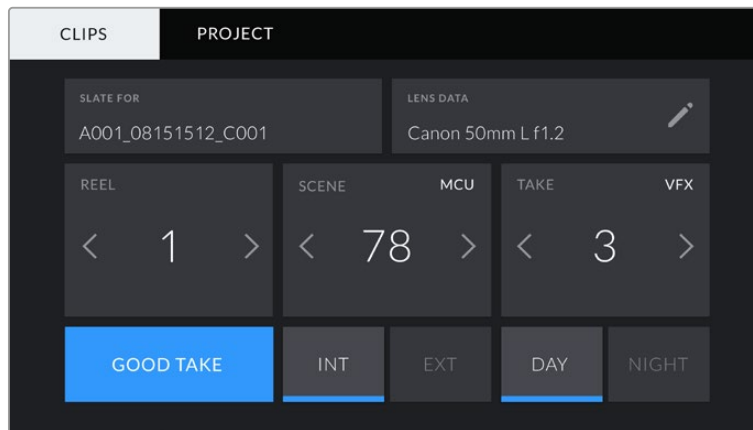 CLIPS PROJECT
SLATE FOR
A001_08151512_C001
LENS DATA
Canon 50mm L f1.2
REEL
1
SCENE MCU
78
TAKE VFX
3
GOOD TAKE
INT
EXT
DAY
NIGHT